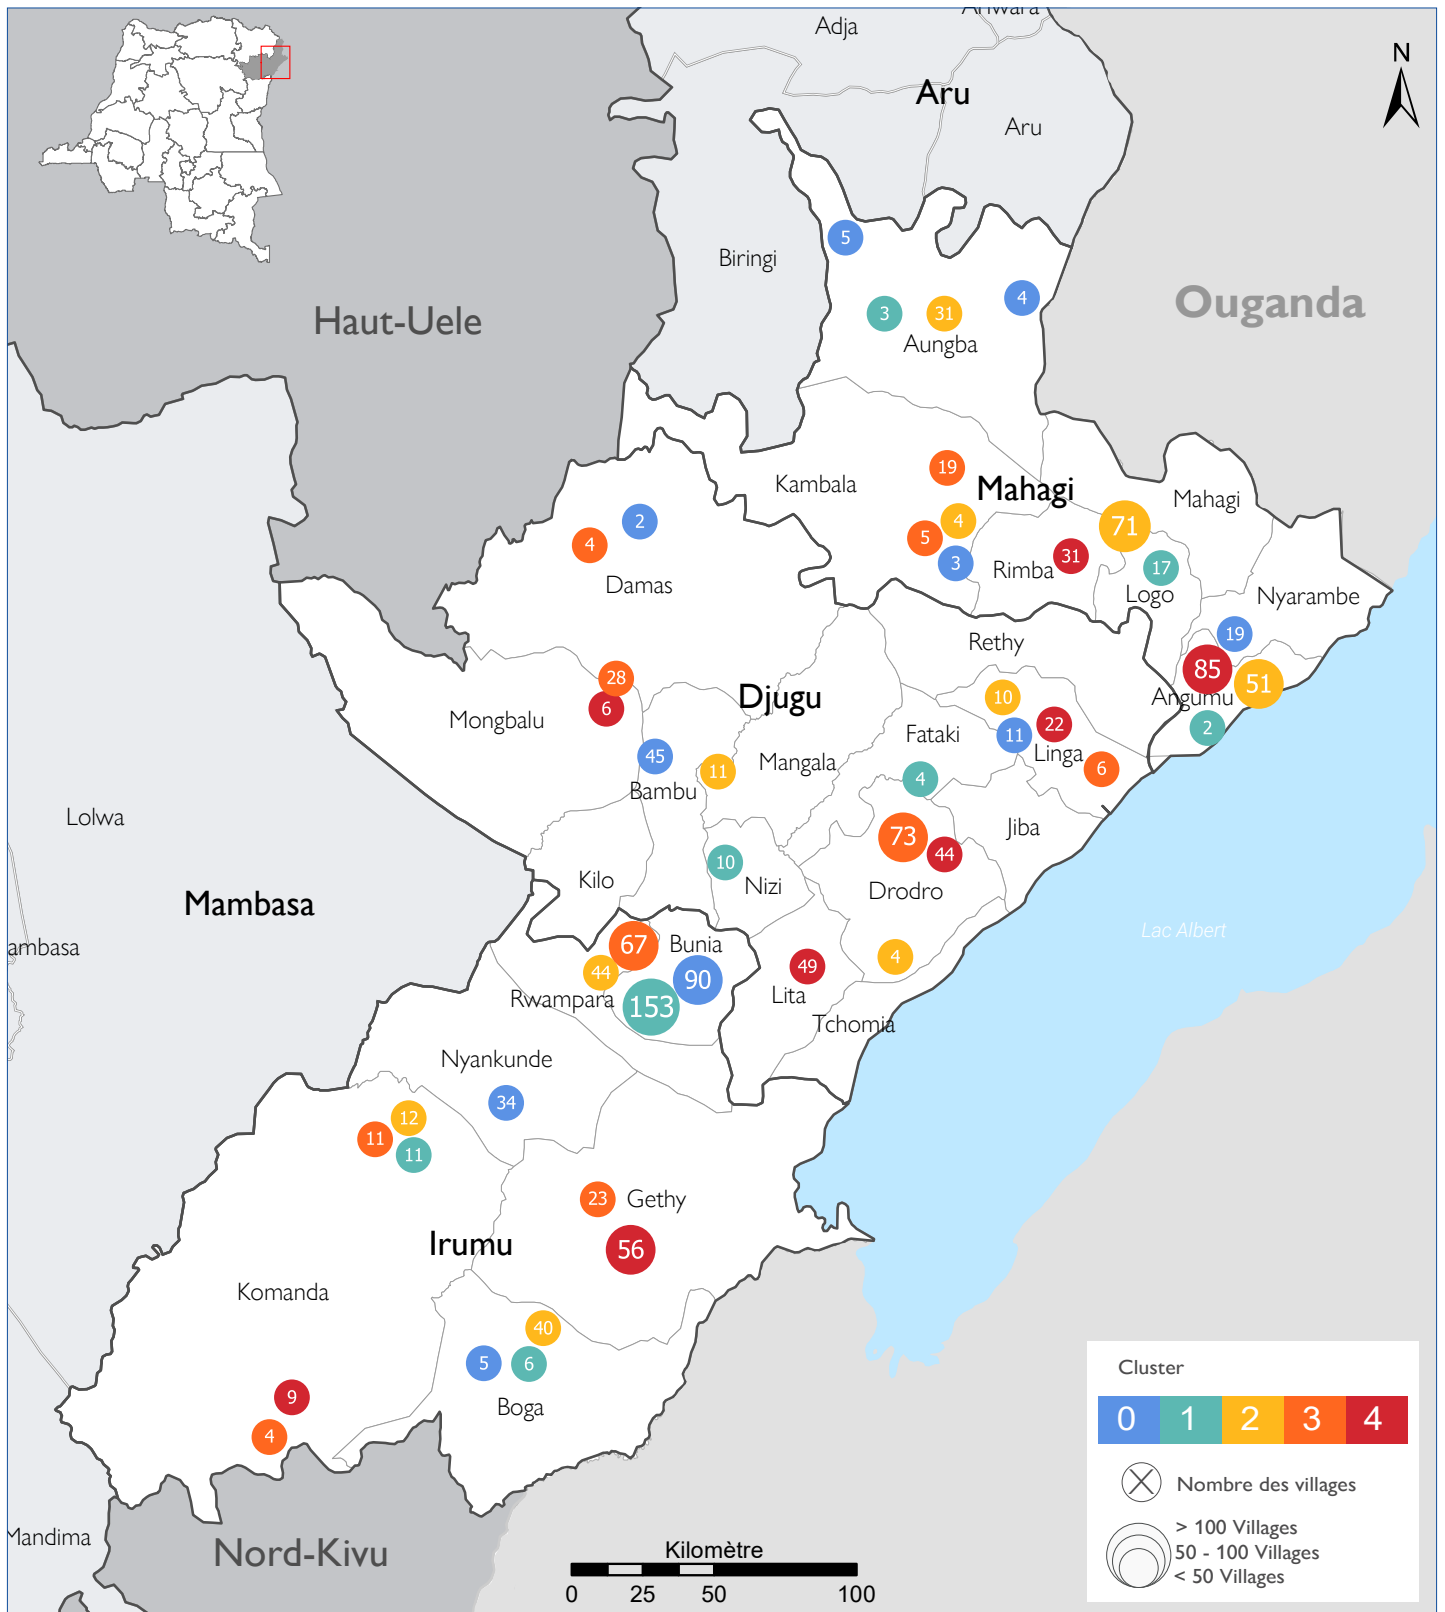 Adja
Ariwara
N
Aru
Aru
5
Biringi
4
Ouganda
3
31
Haut-Uele
Aungba
19
Kambala
Mahagi
Mahagi
2
4
71
5
4
3
31
Rimba
17
Logo
Damas
Nyarambe
19
Rethy
28
85
51
Angumu
Djugu
10
6
Mongbalu
22
2
Fataki
11
Linga
45
11
Mangala
6
4
Bambu
Lolwa
Jiba
73
44
10
Kilo
Nizi
Drodro
Mambasa
Lac Albert
ambasa
67
Bunia
4
44
90
49
Rwampara
153
Lita
Tchomia
Nyankunde
34
12
11
11
23
Gethy
Irumu
56
Komanda
40
5
6
Boga
9
4
Mandima
Nord-Kivu
Kilomètre
0 25 50 100
Cluster
0 1 2 3 4
Nombre des villages
> 100 Villages
50 - 100 Villages
< 50 Villages